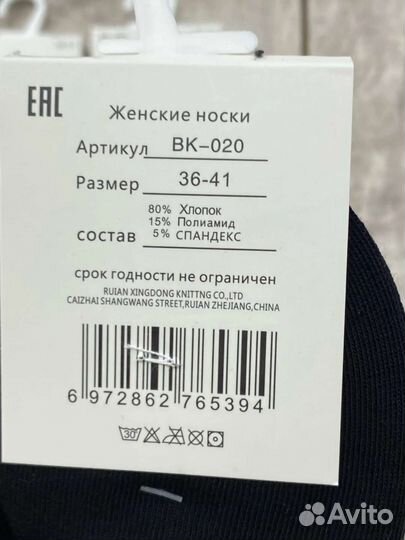 EAC
Женские носки
Артикул BK-020
Размер 36-41
80% Хлопок
15% Полиамид
состав 5% СПАНДЕКС
срок годности не ограничен
RUIAN XINGDONG KNITTNG CO.,LTD
CAIZHAI SHANGWANG STREET,RUIAN ZHEJIANG,CHINA
6 972862 765394
30
Avito